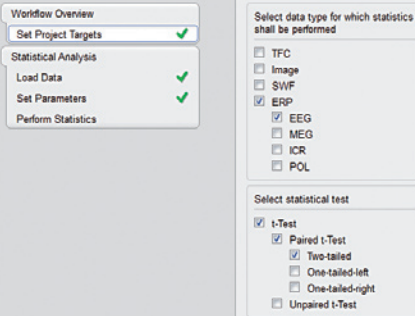 Workflow Overview
Set Project Targets
Statistical Analysis
Load Data
Set Parameters
Perform Statistics
Select data type for which statistics
shall be performed
TFC
Image
SWF
ERP
EEG
MEG
ICR
POL
Select statistical test
t-Test
Paired t-Test
Two-tailed
One-tailed-left
One-tailed-right
Unpaired t-Test